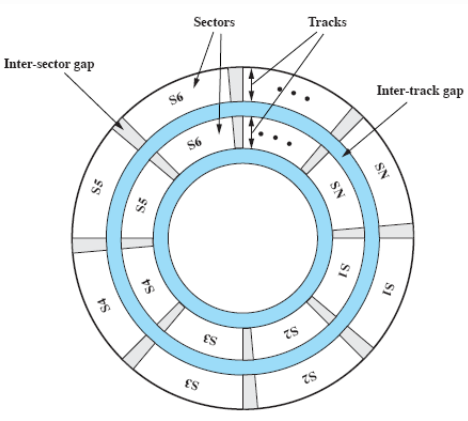 Sectors
Tracks
Inter-sector gap
Inter-track gap
S6
• • •
S6
• • •
SN
SN
S5
S5
S1
S1
S4
S4
S3
S2
S3
S2